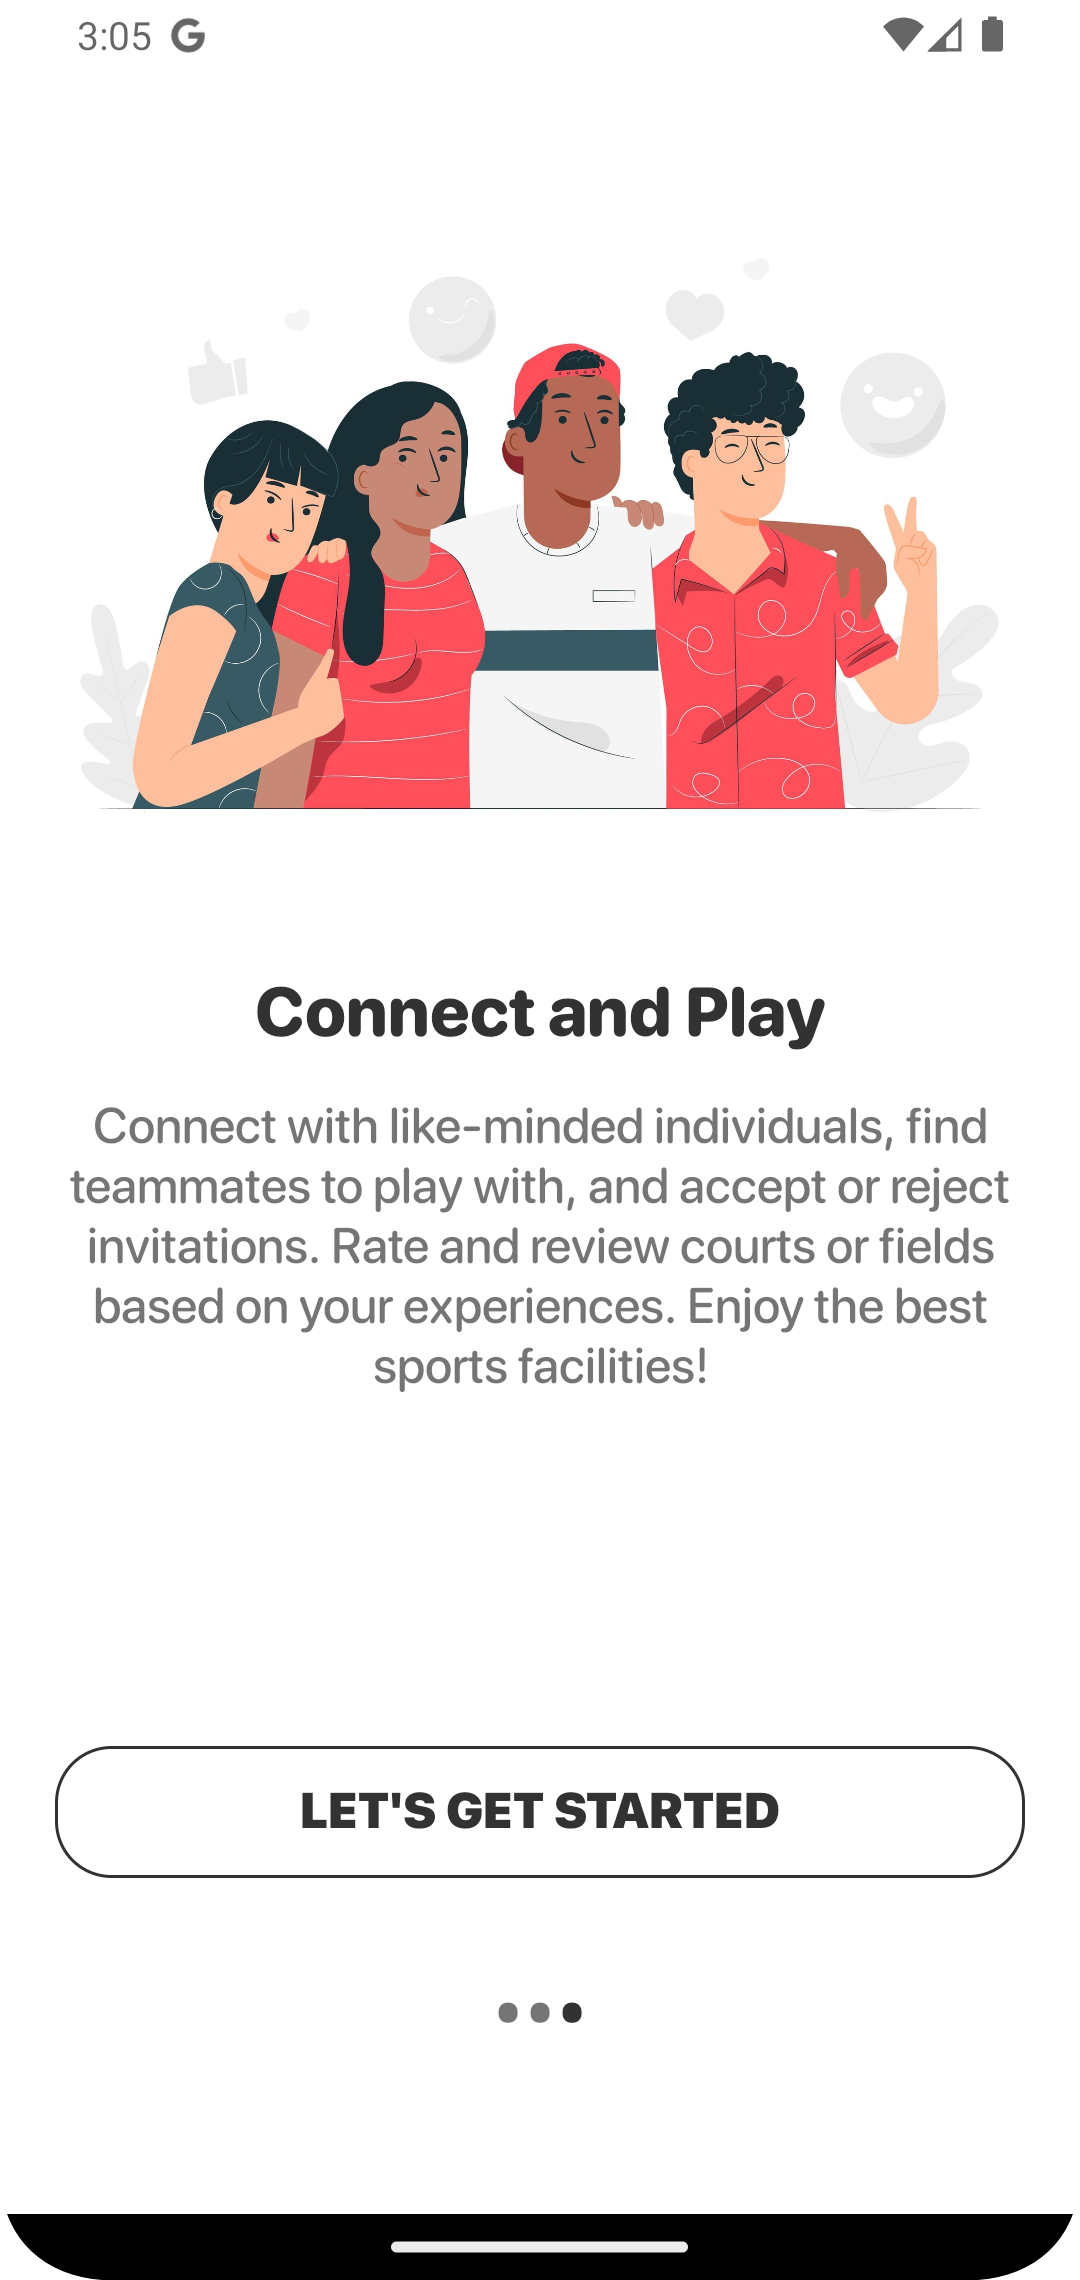 3:05
Connect and Play
Connect with like-minded individuals, find
teammates to play with, and accept or reject
invitations. Rate and review courts or fields
based on your experiences. Enjoy the best
sports facilities!
LET'S GET STARTED